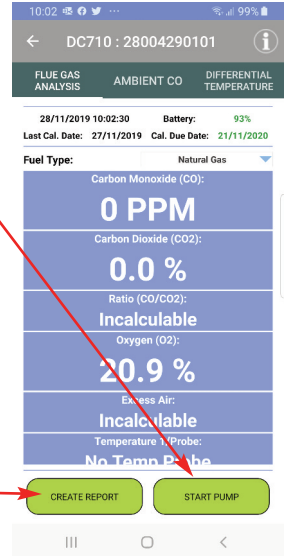 10:02 99%
DC710 : 28004290101
FLUE GAS ANALYSIS AMBIENT CO DIFFERENTIAL TEMPERATURE
28/11/2019 10:02:30 Battery: 93%
Last Cal. Date: 27/11/2019 Cal. Due Date: 21/11/2020
Fuel Type: Natural Gas
Carbon Monoxide (CO):
0 PPM
Carbon Dioxide (CO2):
0.0 %
Ratio (CO/CO2):
Incalculable
Oxygen (O2):
20.9 %
Excess Air:
Incalculable
Temperature 1/Probe:
No Temp Probe
CREATE REPORT START PUMP